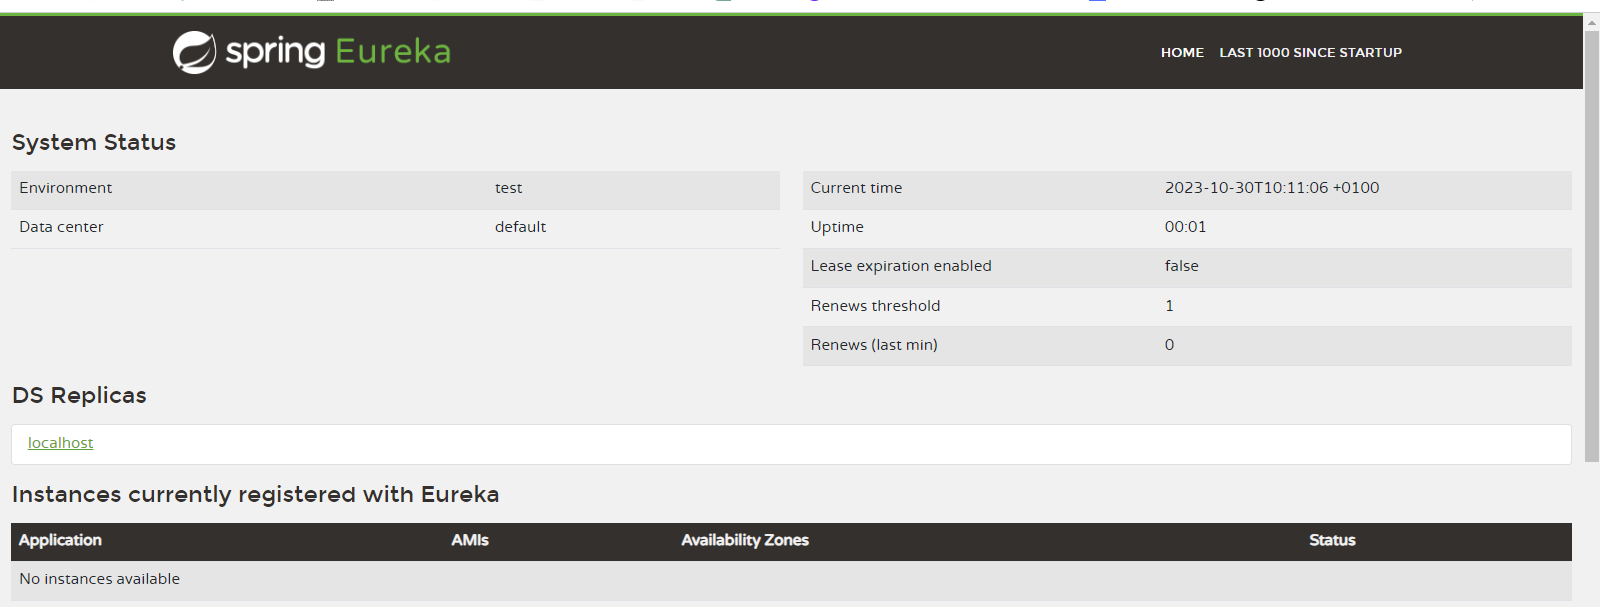 spring Eureka
HOME LAST 1000 SINCE STARTUP
System Status
Environment test
Data center default
Current time 2023-10-30T10:11:06 +0100
Uptime 00:01
Lease expiration enabled false
Renews threshold 1
Renews (last min) 0
DS Replicas
localhost
Instances currently registered with Eureka
Application AMIs Availability Zones Status
No instances available